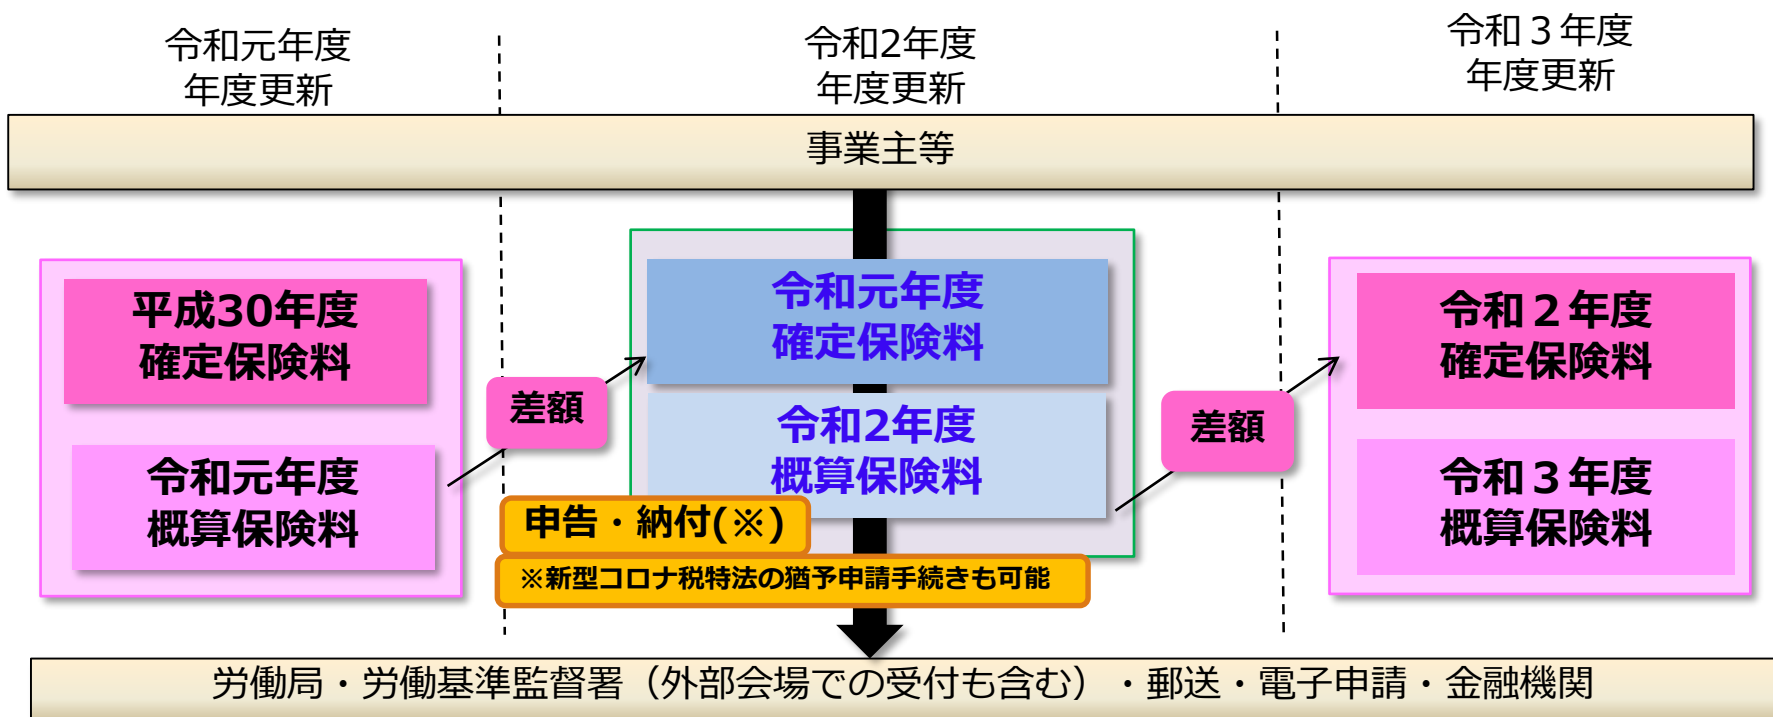 令和元年度
年度更新
令和2年度
年度更新
令和３年度
年度更新
事業主等
平成30年度
確定保険料
令和元年度
概算保険料
差額
令和元年度
確定保険料
令和2年度
概算保険料
申告・納付(※)
※新型コロナ税特法の猶予申請手続きも可能
差額
令和２年度
確定保険料
令和３年度
概算保険料
労働局・労働基準監督署（外部会場での受付も含む）・郵送・電子申請・金融機関